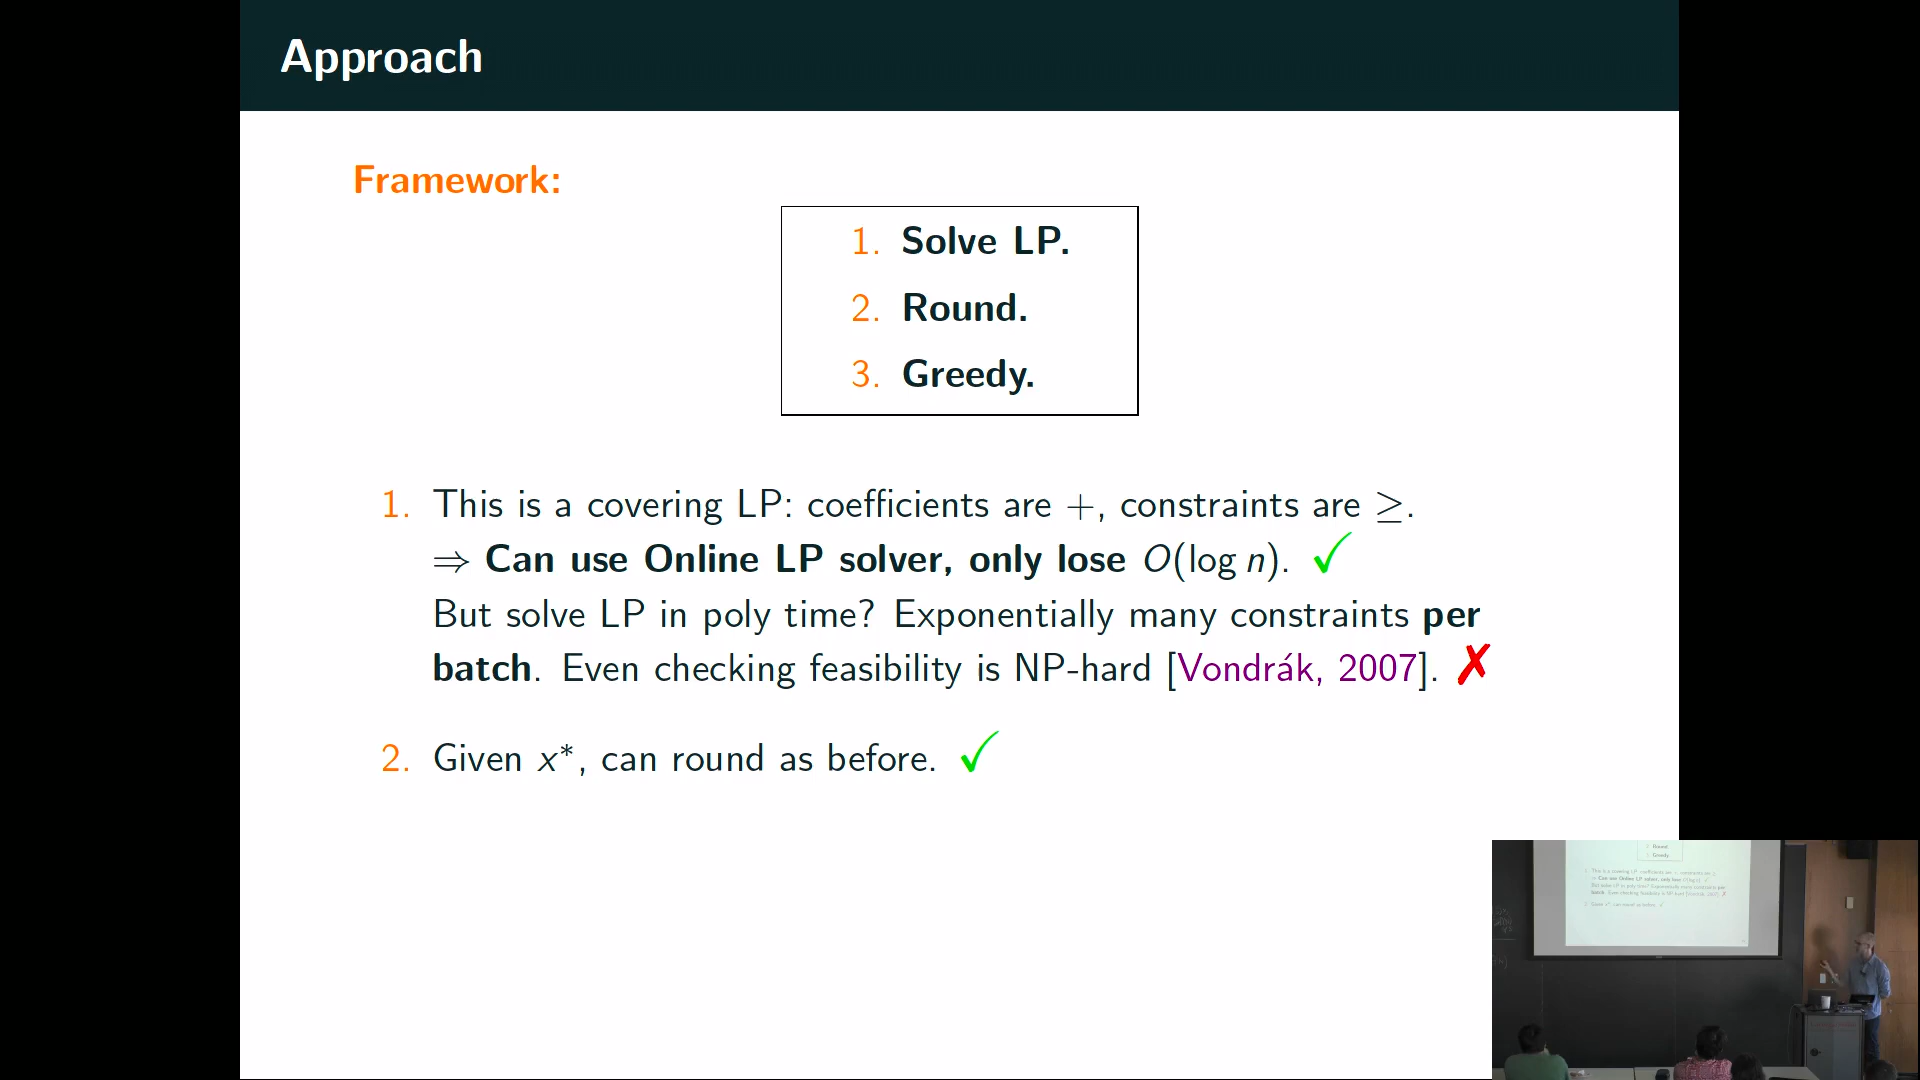 Approach
Framework:
1. Solve LP.
2. Round.
3. Greedy.
1. This is a covering LP: coefficients are +, constraints are ≥.
⇒ Can use Online LP solver, only lose O(log n). ✓
But solve LP in poly time? Exponentially many constraints per
batch. Even checking feasibility is NP-hard [Vondrák, 2007]. ✗
2. Given x*, can round as before. ✓